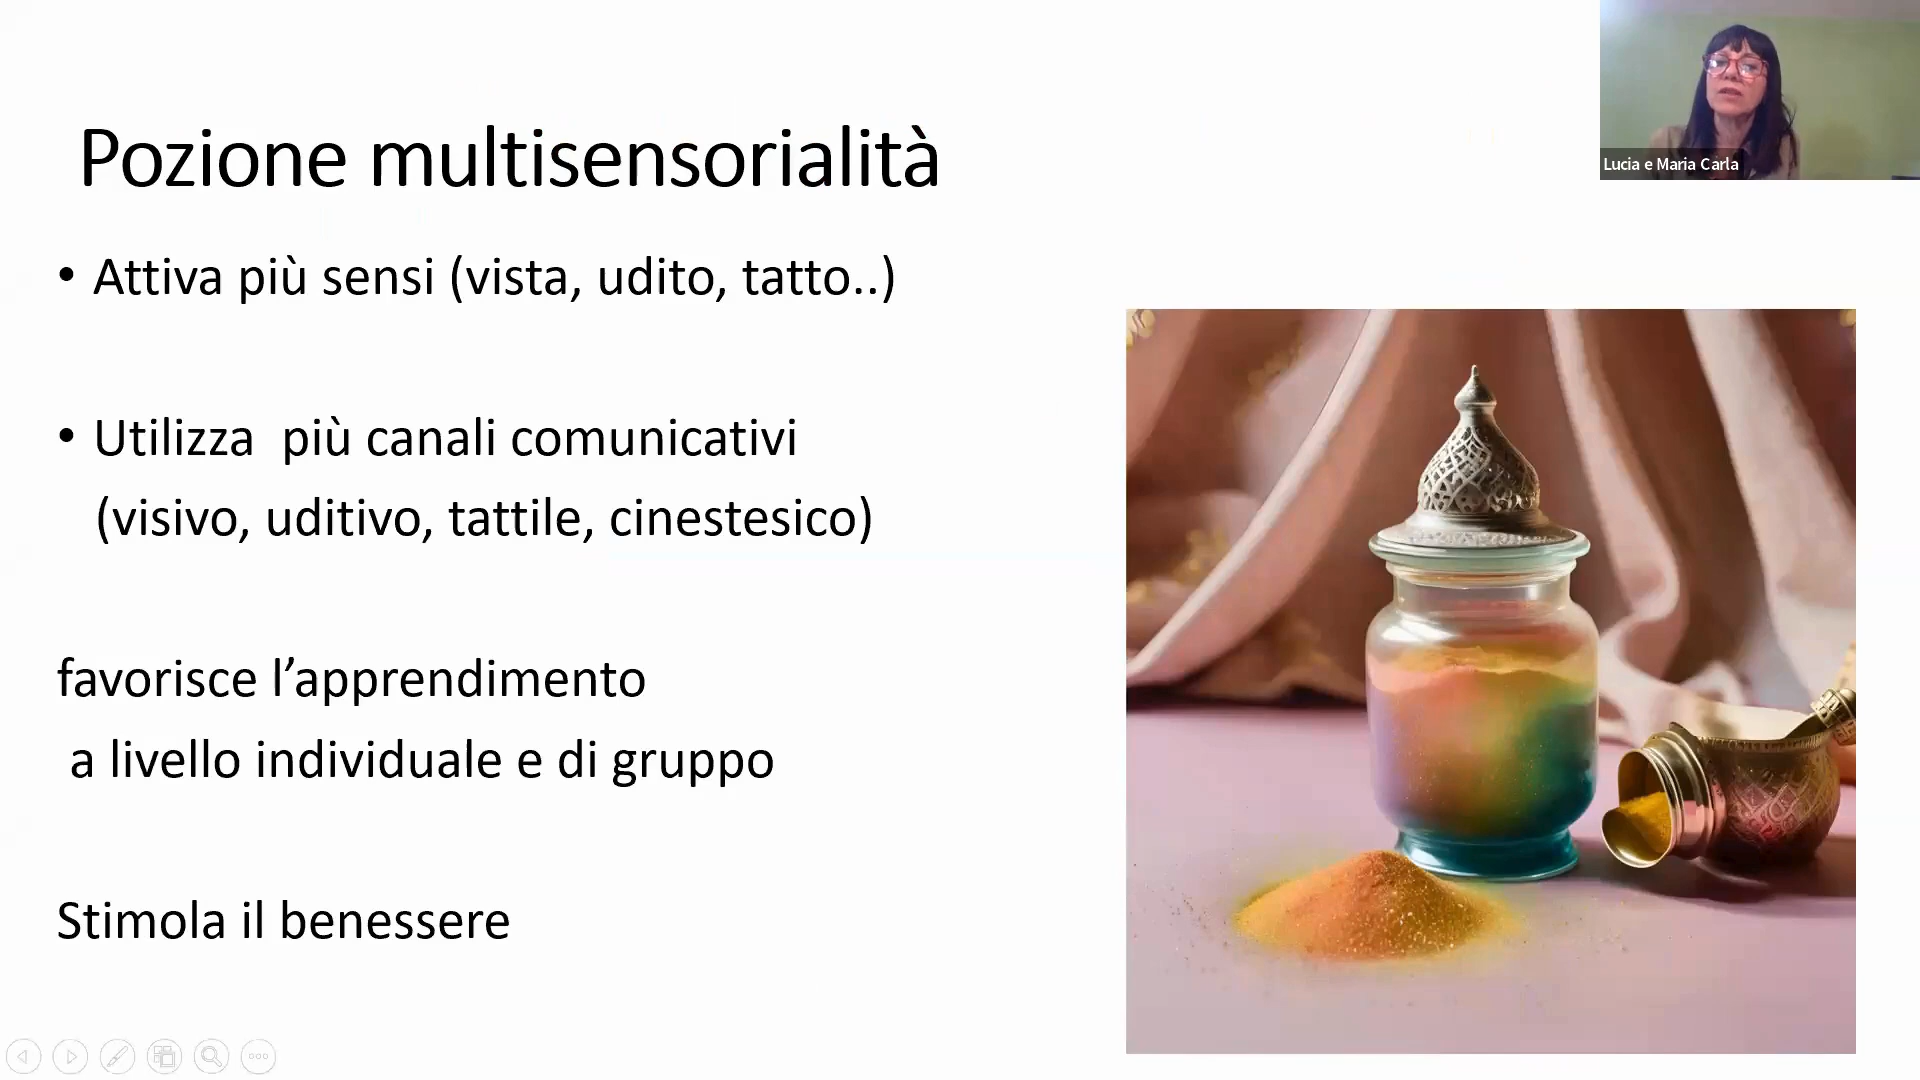 Pozione multisensorialità
Lucia e Maria Carla
• Attiva più sensi (vista, udito, tatto..)
• Utilizza  più canali comunicativi
(visivo, uditivo, tattile, cinestesico)
favorisce l’apprendimento
a livello individuale e di gruppo
Stimola il benessere